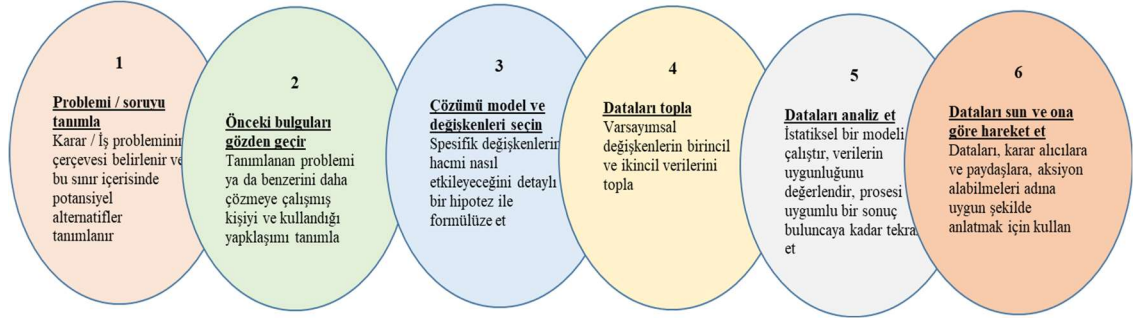 1
Problemi / soruyu
tanımla
Karar / İş probleminin
çerçevesi belirlenir ve
bu sınır içerisinde
potansiyel
alternatifler
tanımlanır
2
Önceki bulguları
gözden geçir
Tanımlanan problemi
ya da benzerini daha
çözmeye çalışmış
kişiyi ve kullandığı
yapklaşımı tanımla
3
Çözümü model ve
değişkenleri seçin
Spesifik değişkenlerin
hacmi nasıl
etkileyeceğini detaylı
bir hipotez ile
formülüze et
4
Dataları topla
Varsayımsal
değişkenlerin birincil
ve ikincil verilerini
topla
5
Dataları analiz et
İstatiksel bir modeli
çalıştır, verilerin
uygunluğunu
değerlendir, prosesi
uygumlu bir sonuç
buluncaya kadar tekra
et
6
Dataları sun ve ona
göre hareket et
Dataları, karar alıcılara
ve paydaşlara, aksiyon
alabilmeleri adına
uygun şekilde
anlatmak için kullan